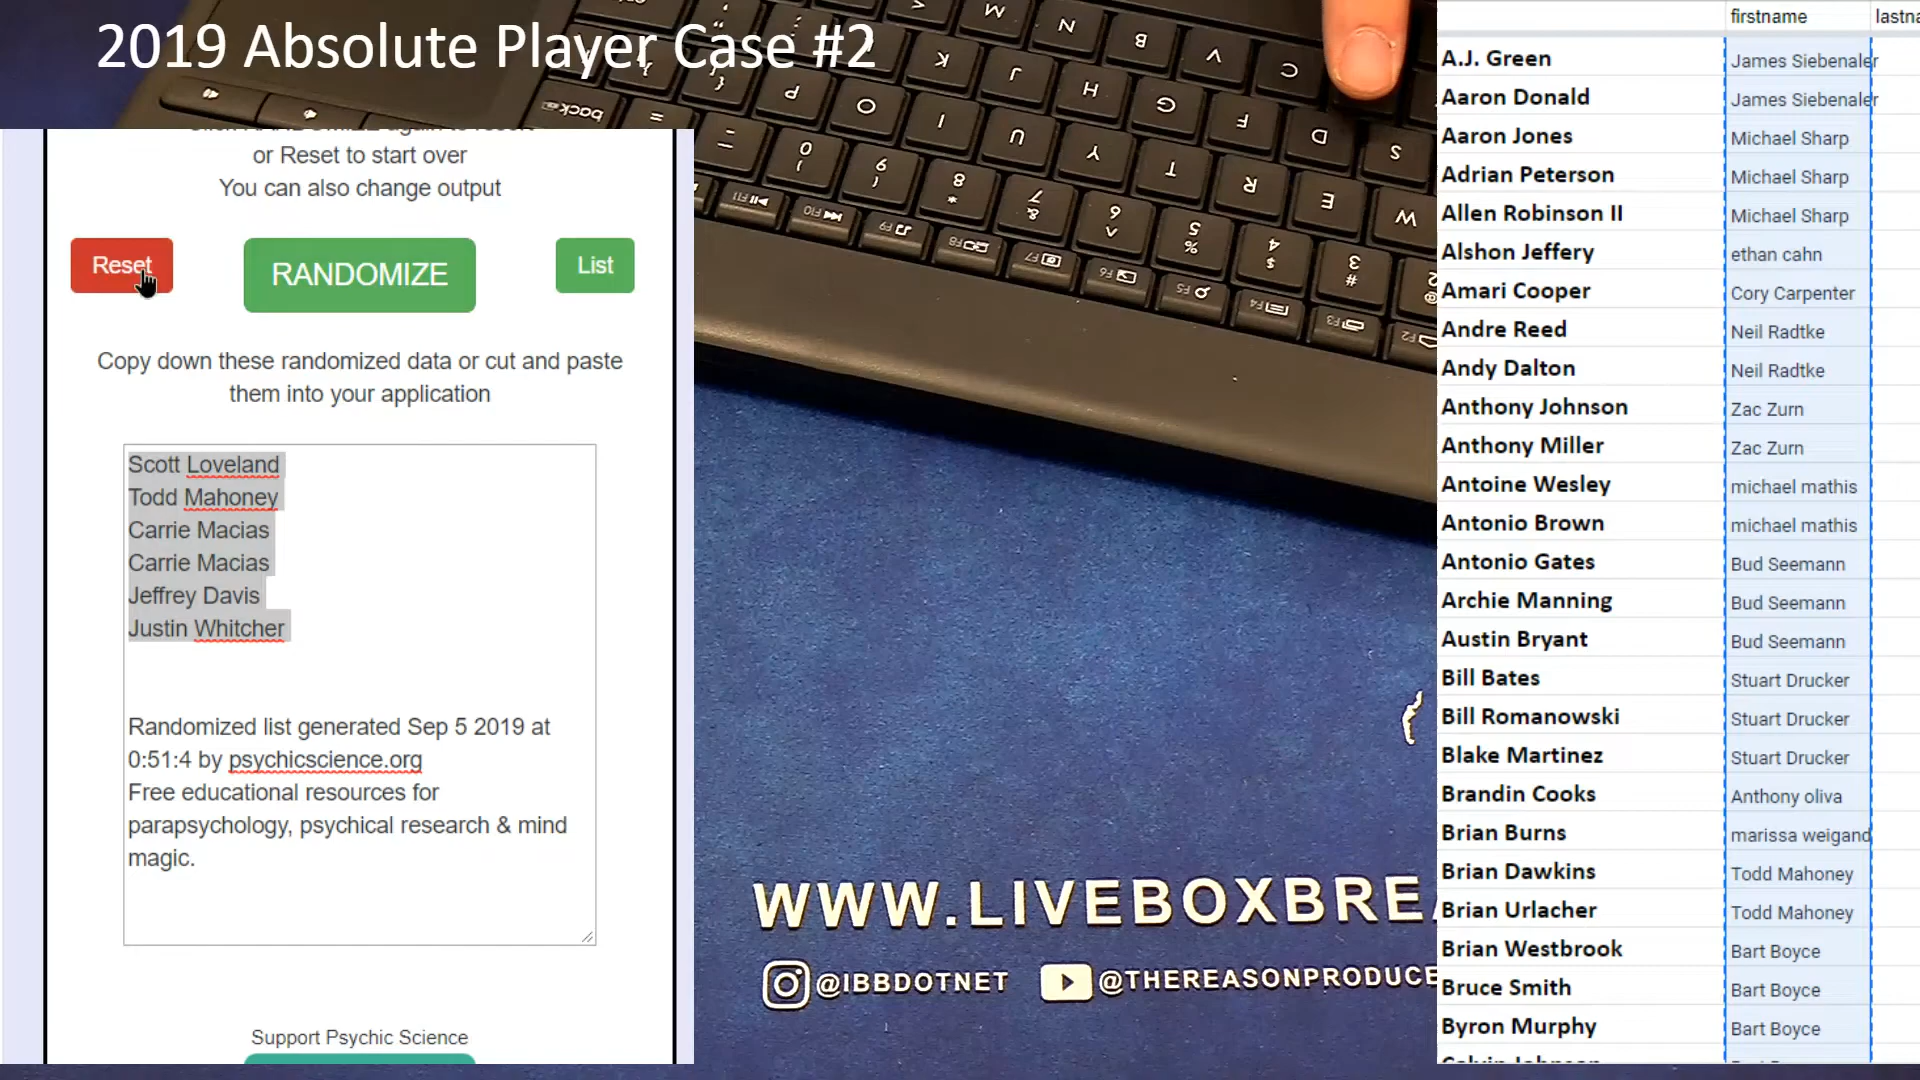 2019 Absolute Player Case #2
or Reset to start over
You can also change output
Reset
RANDOMIZE
List
Copy down these randomized data or cut and paste
them into your application
Scott Loveland
Todd Mahoney
Carrie Macias
Carrie Macias
Jeffrey Davis
Justin Whitcher
Randomized list generated Sep 5 2019 at
0:51:4 by psychicscience.org
Free educational resources for
parapsychology, psychical research & mind
magic.
Support Psychic Science
WWW.LIVEBOXBREA
@IBBDOTNET
@THEREASONPRODUCE
firstname lastna
A.J. Green James Siebenaler
Aaron Donald James Siebenaler
Aaron Jones Michael Sharp
Adrian Peterson Michael Sharp
Allen Robinson II Michael Sharp
Alshon Jeffery ethan cahn
Amari Cooper Cory Carpenter
Andre Reed Neil Radtke
Andy Dalton Neil Radtke
Anthony Johnson Zac Zurn
Anthony Miller Zac Zurn
Antoine Wesley michael mathis
Antonio Brown michael mathis
Antonio Gates Bud Seemann
Archie Manning Bud Seemann
Austin Bryant Bud Seemann
Bill Bates Stuart Drucker
Bill Romanowski Stuart Drucker
Blake Martinez Stuart Drucker
Brandin Cooks Anthony oliva
Brian Burns marissa weigand
Brian Dawkins Todd Mahoney
Brian Urlacher Todd Mahoney
Brian Westbrook Bart Boyce
Bruce Smith Bart Boyce
Byron Murphy Bart Boyce